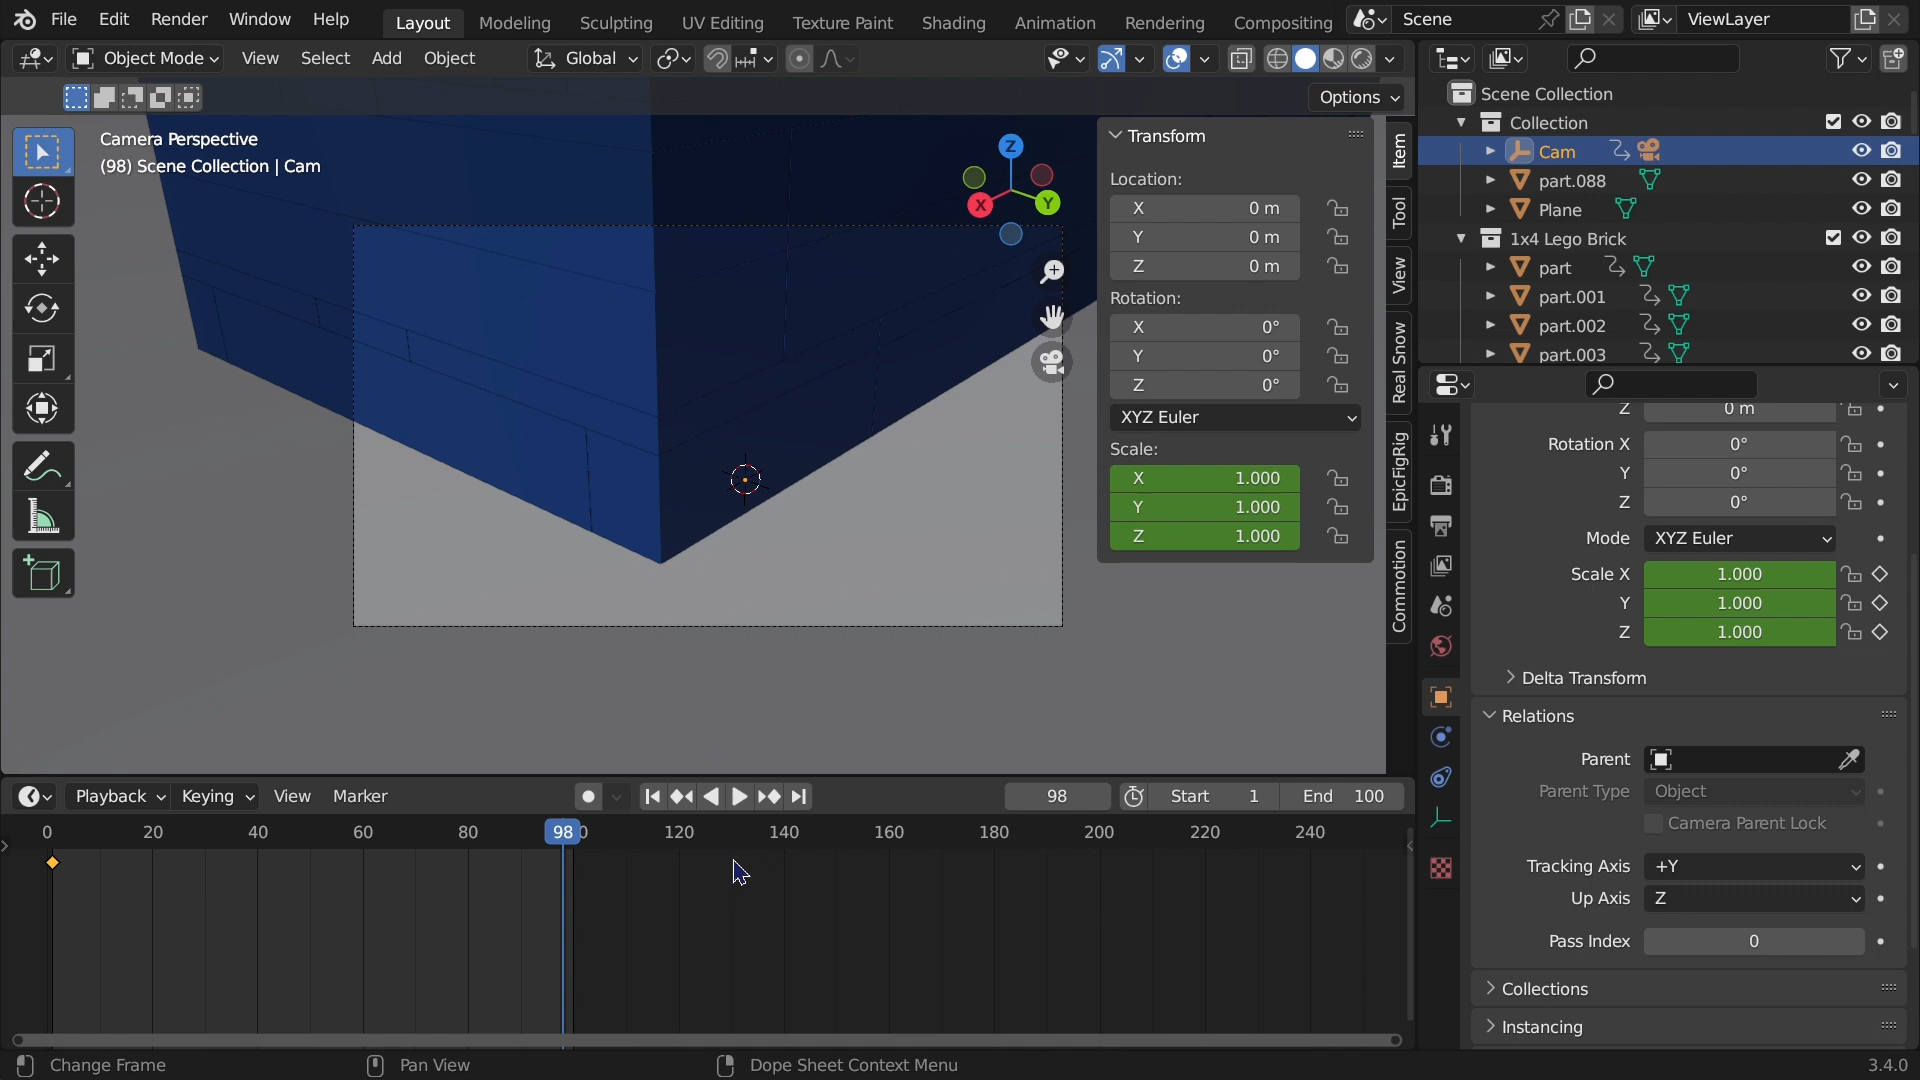 File Edit Render Window Help Layout Modeling Sculpting UV Editing Texture Paint Shading Animation Rendering Compositing Scene ViewLayer
Object Mode View Select Add Object Global
Options
Camera Perspective
(98) Scene Collection | Cam
Z
X
Y
Transform
Location:
X 0 m
Y 0 m
Z 0 m
Rotation:
X 0°
Y 0°
Z 0°
XYZ Euler
Scale:
X 1.000
Y 1.000
Z 1.000
Item
Tool
View
Real Snow
EpicFigRig
Commotion
Scene Collection
Collection
Cam
part.088
Plane
1x4 Lego Brick
part
part.001
part.002
part.003
Z 0 m
Rotation X 0°
Y 0°
Z 0°
Mode XYZ Euler
Scale X 1.000
Y 1.000
Z 1.000
Delta Transform
Relations
Parent
Parent Type Object
Camera Parent Lock
Tracking Axis +Y
Up Axis Z
Pass Index 0
Collections
Instancing
Playback Keying View Marker 98 Start 1 End 100
0 20 40 60 80 98 0 120 140 160 180 200 220 240
Change Frame Pan View Dope Sheet Context Menu 3.4.0